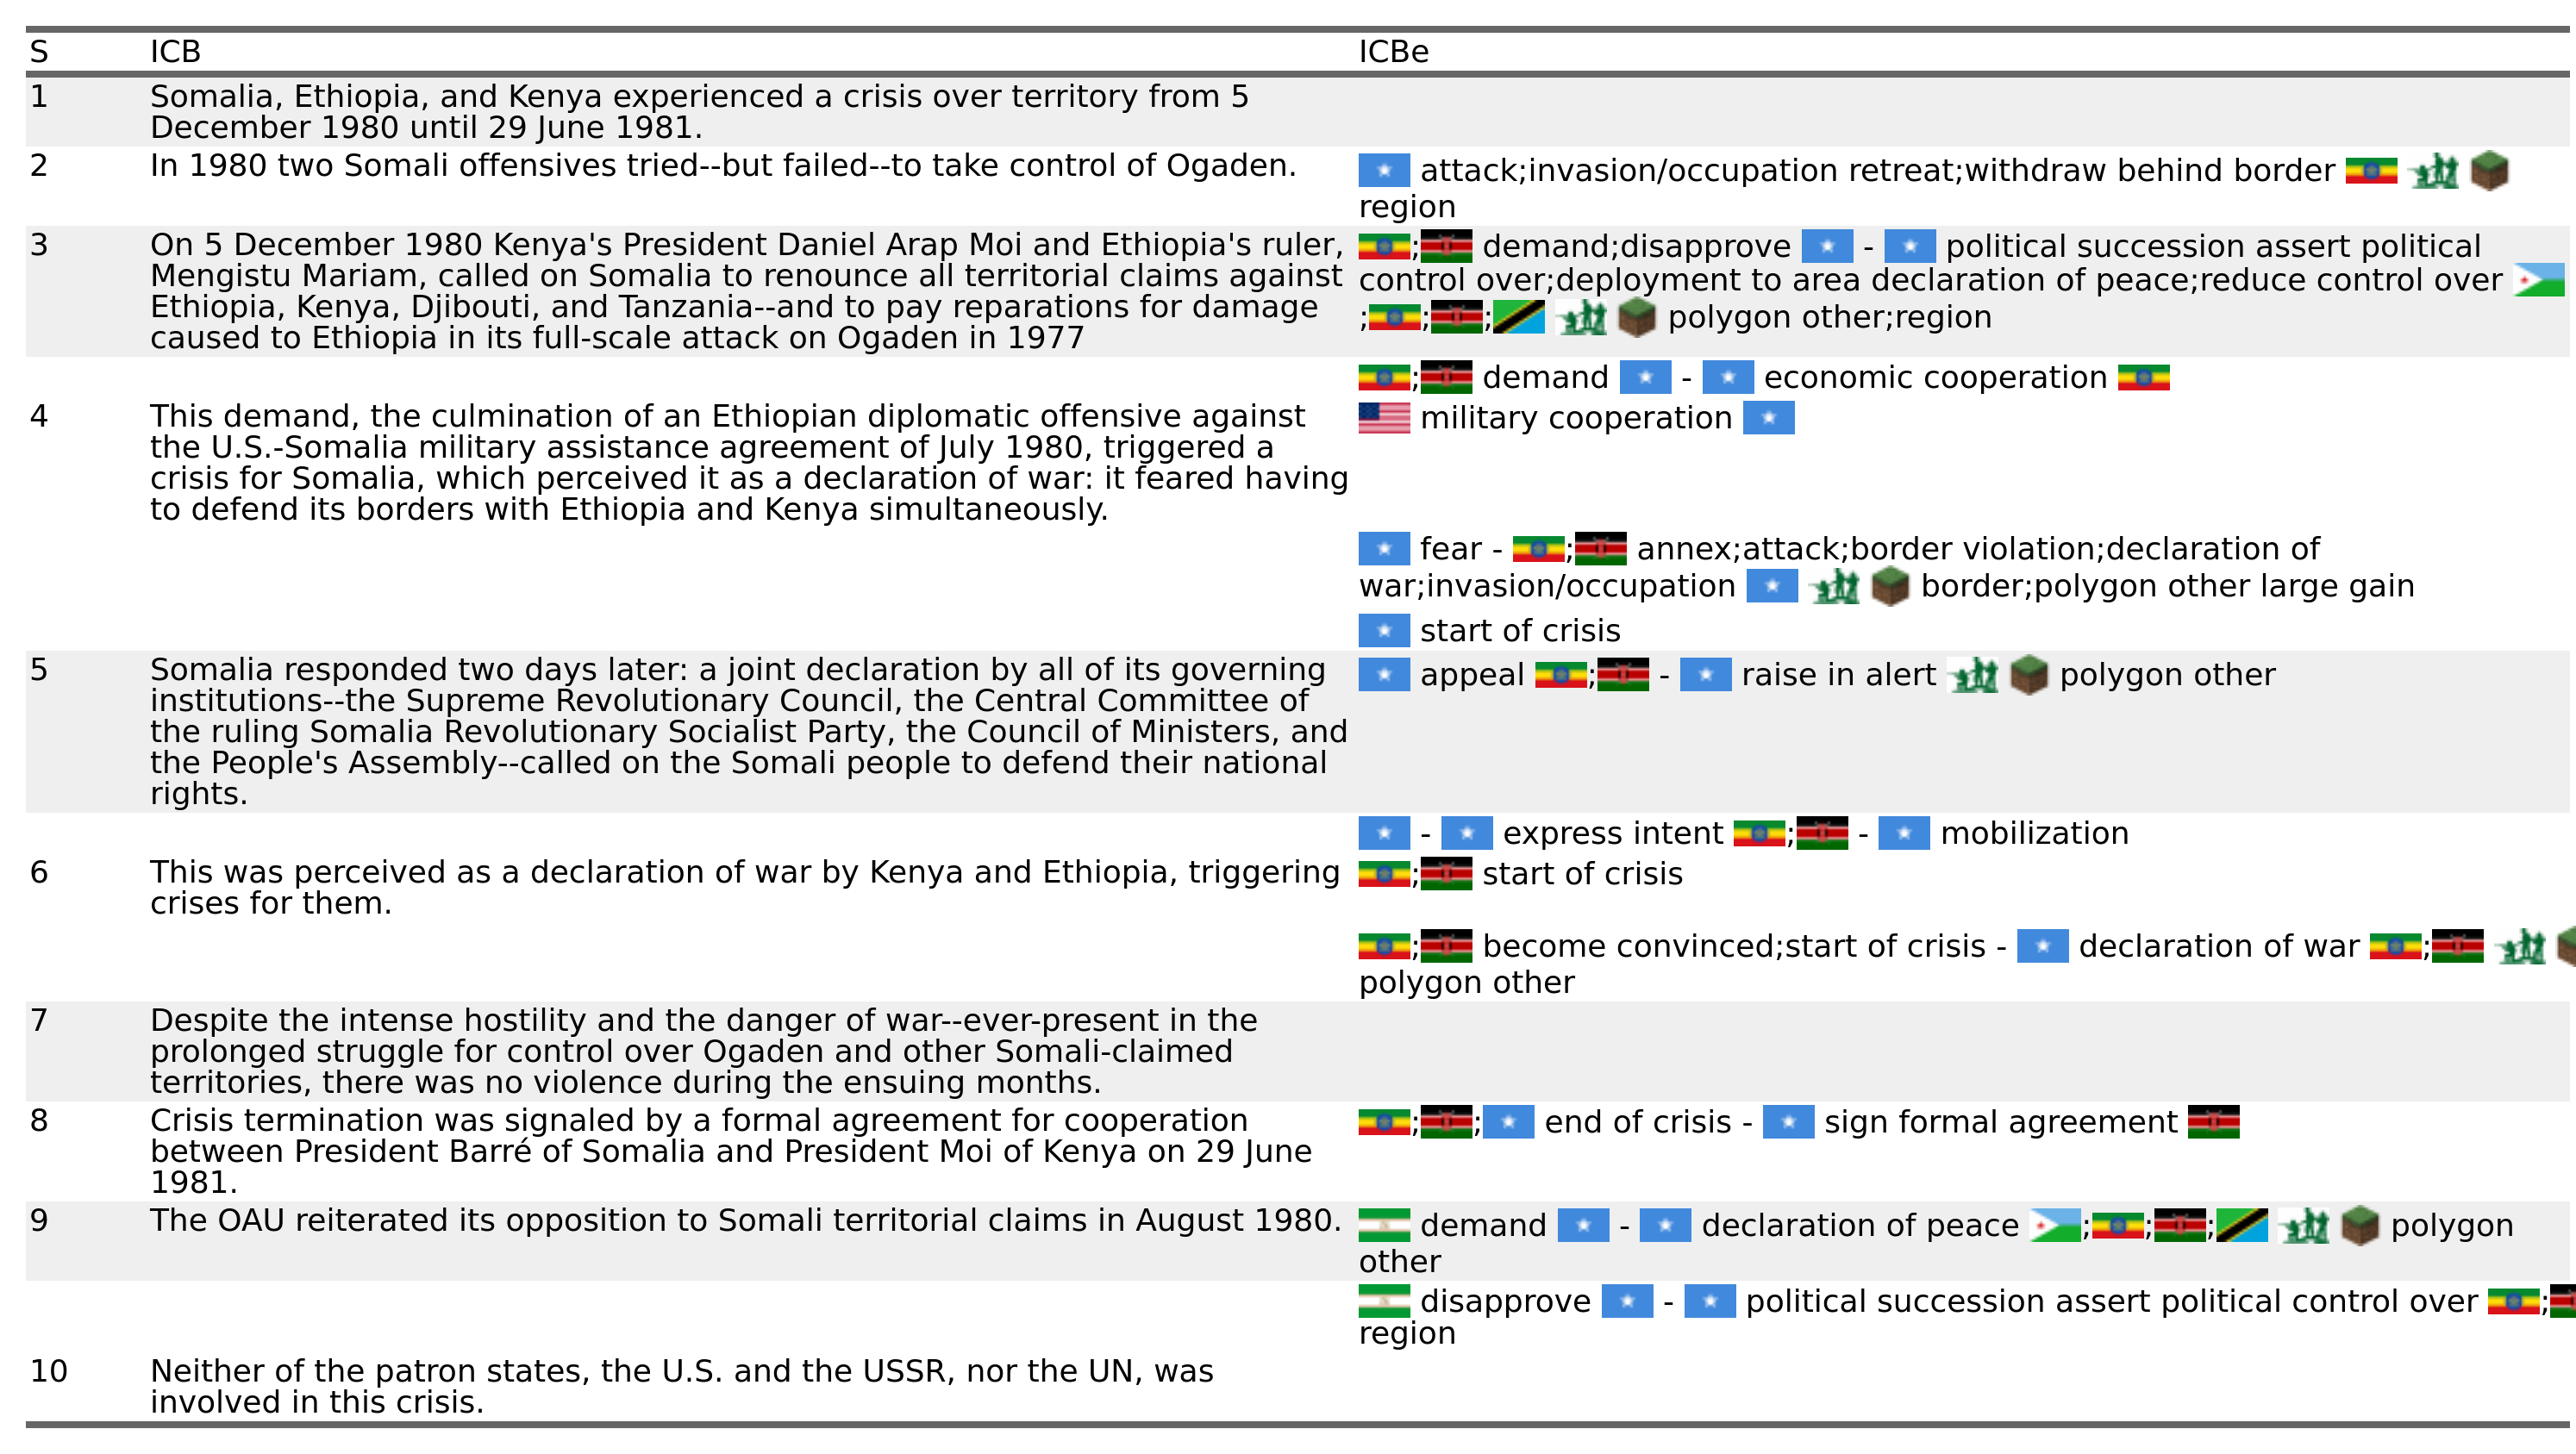 S ICB ICBe
1 Somalia, Ethiopia, and Kenya experienced a crisis over territory from 5
December 1980 until 29 June 1981.
2 In 1980 two Somali offensives tried--but failed--to take control of Ogaden.
attack;invasion/occupation retreat;withdraw behind border
region
3 On 5 December 1980 Kenya's President Daniel Arap Moi and Ethiopia's ruler,
Mengistu Mariam, called on Somalia to renounce all territorial claims against
Ethiopia, Kenya, Djibouti, and Tanzania--and to pay reparations for damage
caused to Ethiopia in its full-scale attack on Ogaden in 1977
; demand;disapprove - political succession assert political
control over;deployment to area declaration of peace;reduce control over
; ; ; polygon other;region
; demand - economic cooperation
4 This demand, the culmination of an Ethiopian diplomatic offensive against
the U.S.-Somalia military assistance agreement of July 1980, triggered a
crisis for Somalia, which perceived it as a declaration of war: it feared having
to defend its borders with Ethiopia and Kenya simultaneously.
military cooperation
fear - ; annex;attack;border violation;declaration of
war;invasion/occupation border;polygon other large gain
start of crisis
5 Somalia responded two days later: a joint declaration by all of its governing
institutions--the Supreme Revolutionary Council, the Central Committee of
the ruling Somalia Revolutionary Socialist Party, the Council of Ministers, and
the People's Assembly--called on the Somali people to defend their national
rights.
appeal ; - raise in alert polygon other
- express intent ; - mobilization
6 This was perceived as a declaration of war by Kenya and Ethiopia, triggering
crises for them.
; start of crisis
; become convinced;start of crisis - declaration of war ;
polygon other
7 Despite the intense hostility and the danger of war--ever-present in the
prolonged struggle for control over Ogaden and other Somali-claimed
territories, there was no violence during the ensuing months.
8 Crisis termination was signaled by a formal agreement for cooperation
between President Barré of Somalia and President Moi of Kenya on 29 June
1981.
; ; end of crisis - sign formal agreement
9 The OAU reiterated its opposition to Somali territorial claims in August 1980.
demand - declaration of peace ; ; ; polygon
other
disapprove - political succession assert political control over ;
region
10 Neither of the patron states, the U.S. and the USSR, nor the UN, was
involved in this crisis.